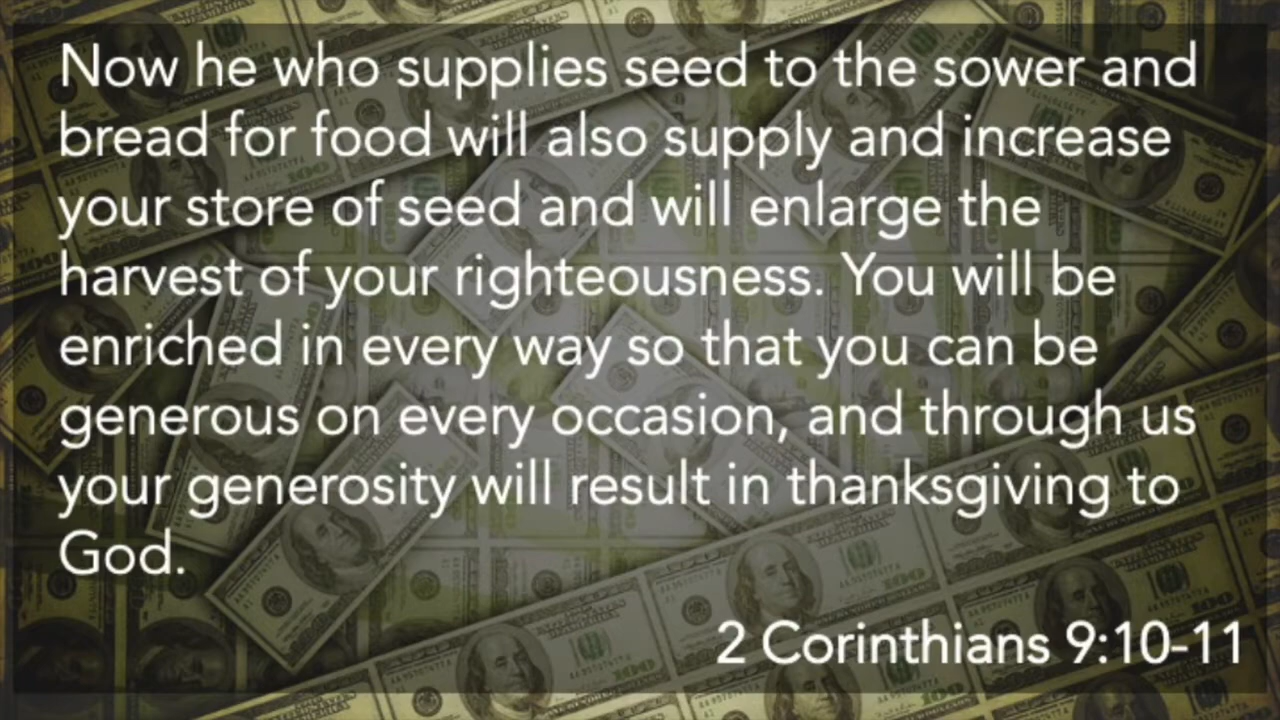 Now he who supplies seed to the sower and
bread for food will also supply and increase
your store of seed and will enlarge the
harvest of your righteousness. You will be
enriched in every way so that you can be
generous on every occasion, and through us
your generosity will result in thanksgiving to
God.
2 Corinthians 9:10-11